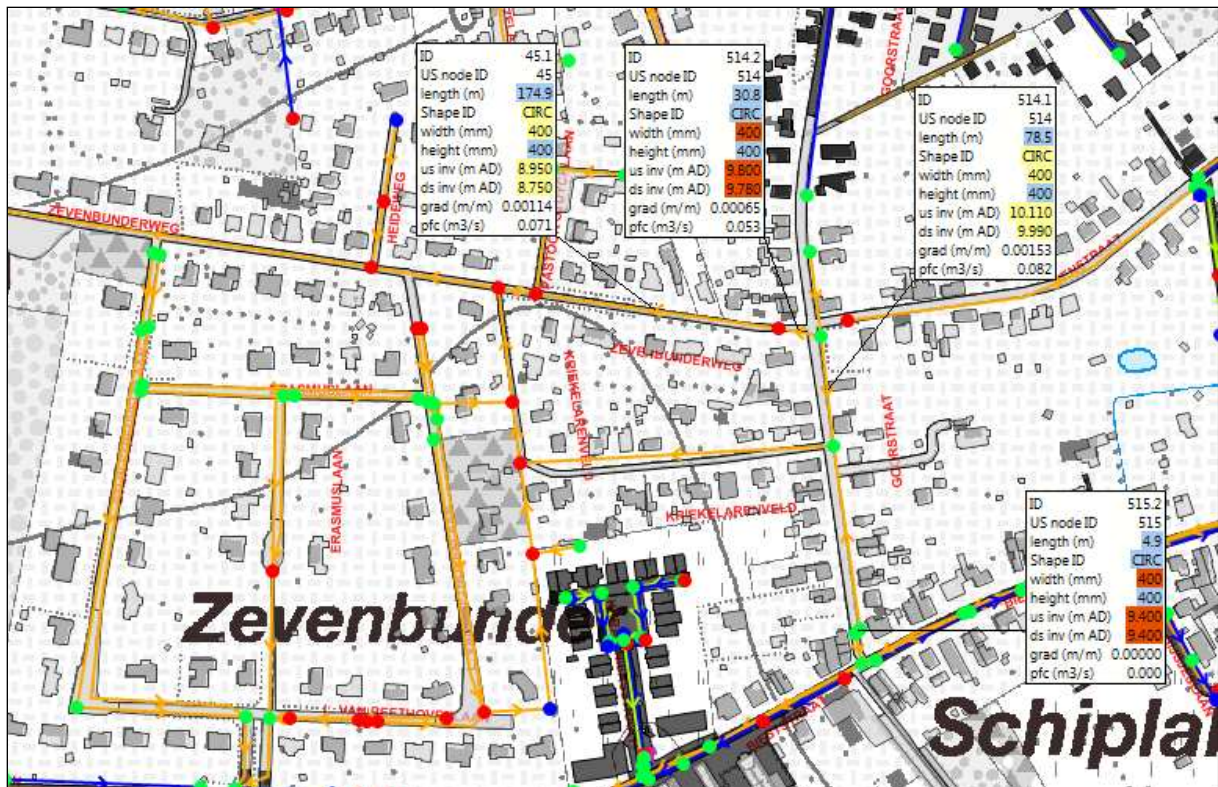 ID 45.1
US node ID 45
length (m) 174.9
Shape ID CIRC
width (mm) 400
height (mm) 400
us inv (m AD) 8.950
ds inv (m AD) 8.750
grad (m/m) 0.00114
pfc (m3/s) 0.071
ID 514.2
US node ID 514
length (m) 30.8
Shape ID CIRC
width (mm) 400
height (mm) 400
us inv (m AD) 9.800
ds inv (m AD) 9.780
grad (m/m) 0.00065
pfc (m3/s) 0.053
ID 514.1
US node ID 514
length (m) 78.5
Shape ID CIRC
width (mm) 400
height (mm) 400
us inv (m AD) 10.110
ds inv (m AD) 9.990
grad (m/m) 0.00153
pfc (m3/s) 0.082
GOORSTRAAT
ZEVENBUNDERWEG
HEIDEWEG
ZEVENBUNDERWEG
KRIEKELARENVELD
ERASMUSLAAN
GOORSTRAAT
KRIEKELARENVELD
ID 515.2
US node ID 515
length (m) 4.9
Shape ID CIRC
width (mm) 400
height (mm) 400
us inv (m AD) 9.400
ds inv (m AD) 9.400
grad (m/m) 0.00000
pfc (m3/s) 0.000
Zevenbunde
Schiplal